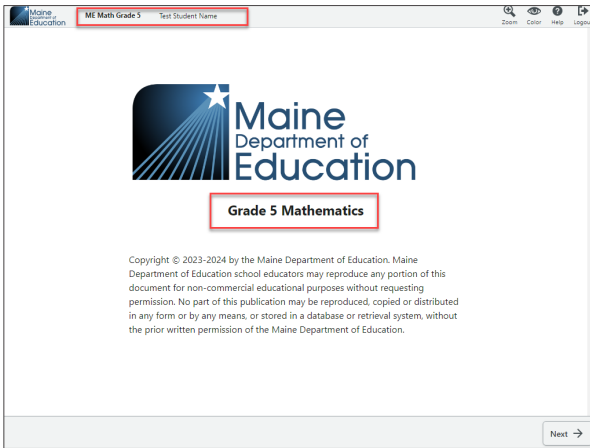 Maine
Department of
Education
ME Math Grade 5 Test Student Name
Zoom Color Help Logou
Maine
Department of
Education
Grade 5 Mathematics
Copyright © 2023-2024 by the Maine Department of Education. Maine
Department of Education school educators may reproduce any portion of this
document for non-commercial educational purposes without requesting
permission. No part of this publication may be reproduced, copied or distributed
in any form or by any means, or stored in a database or retrieval system, without
the prior written permission of the Maine Department of Education.
Next →